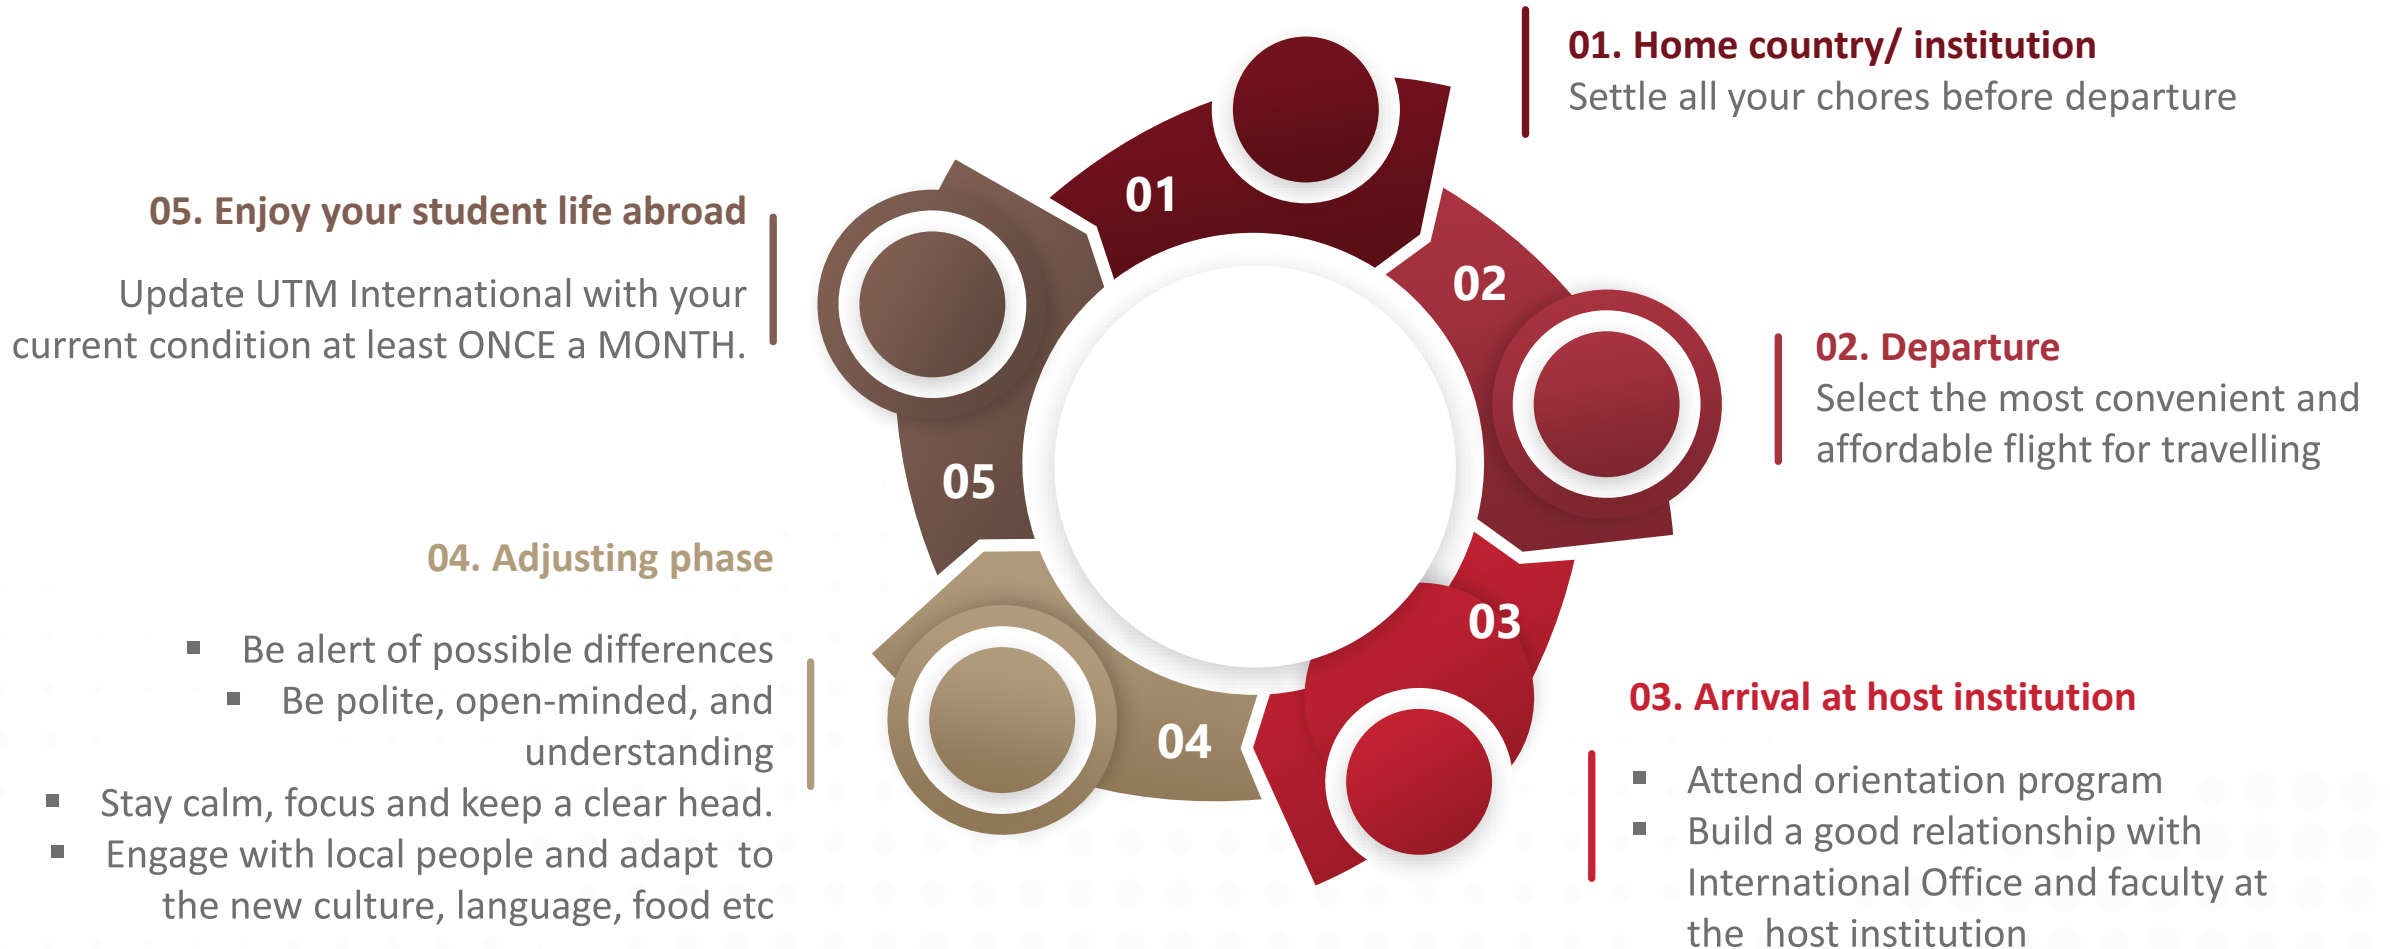 01. Home country/ institution
Settle all your chores before departure
01
02
02. Departure
Select the most convenient and
affordable flight for travelling
03
03. Arrival at host institution
▪ Attend orientation program
▪ Build a good relationship with
International Office and faculty at
the host institution
04
04. Adjusting phase
▪ Be alert of possible differences
▪ Be polite, open-minded, and
understanding
▪ Stay calm, focus and keep a clear head.
▪ Engage with local people and adapt to
the new culture, language, food etc
05
05. Enjoy your student life abroad
Update UTM International with your
current condition at least ONCE a MONTH.